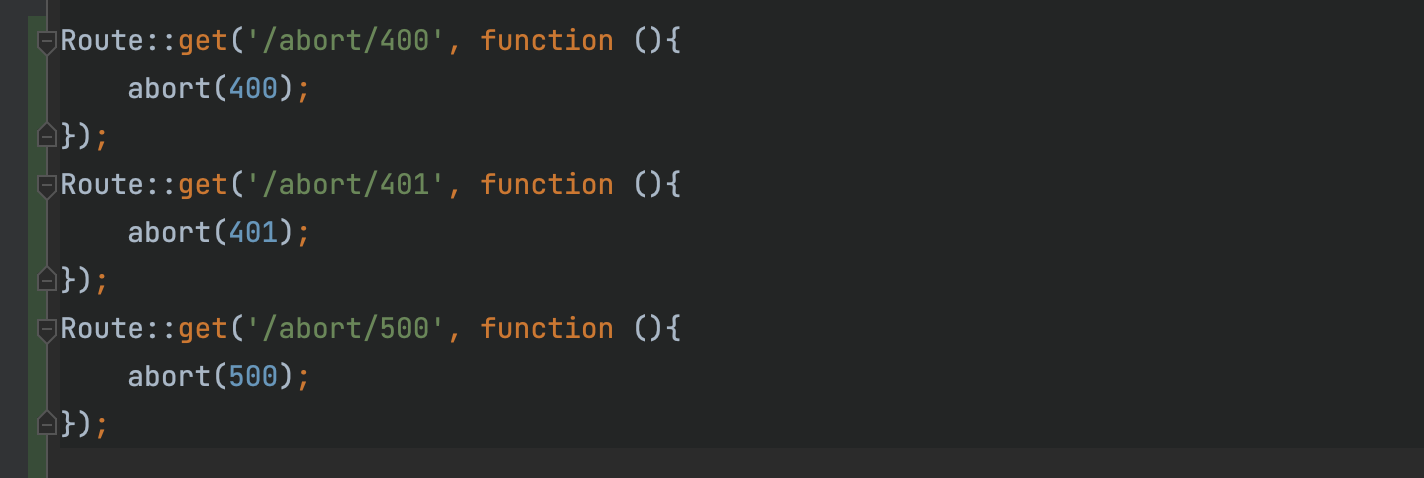 Route::get('/abort/400', function (){
    abort(400);
});
Route::get('/abort/401', function (){
    abort(401);
});
Route::get('/abort/500', function (){
    abort(500);
});